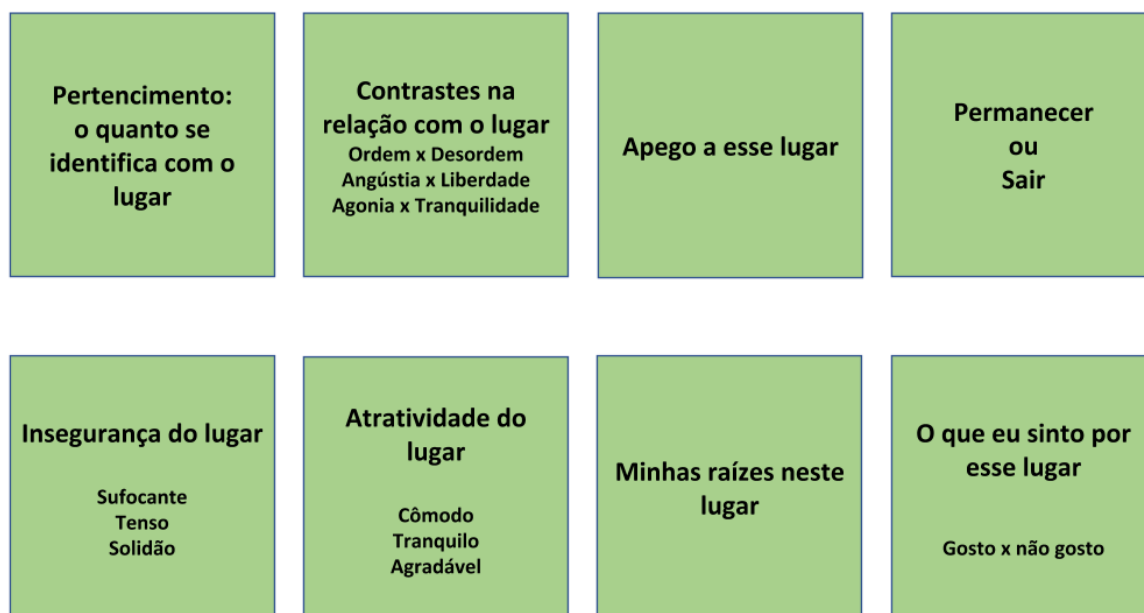 Pertencimento:
o quanto se
identifica com o
lugar
Contrastes na
relação com o lugar
Ordem x Desordem
Angústia x Liberdade
Agonia x Tranquilidade
Apego a esse lugar
Permanecer
ou
Sair
Insegurança do lugar
Sufocante
Tenso
Solidão
Atratividade do
lugar
Cômodo
Tranquilo
Agradável
Minhas raízes neste
lugar
O que eu sinto por
esse lugar
Gosto x não gosto